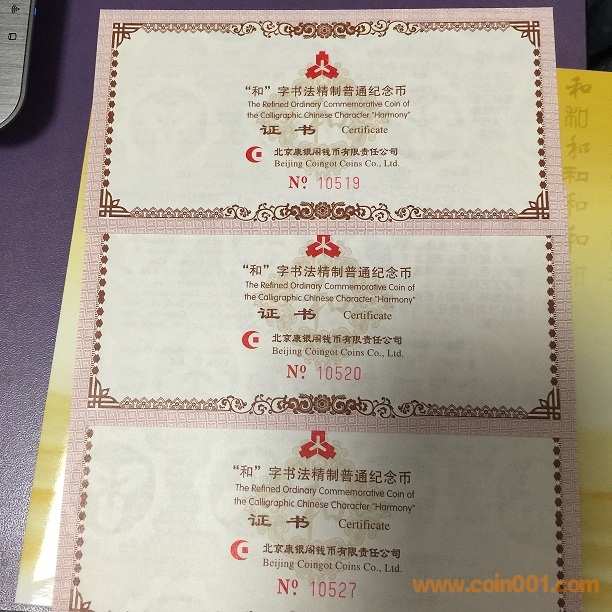 "和"字书法精制普通纪念币
The Refined Ordinary Commemorative Coin of
the Calligraphic Chinese Character "Harmony"
证书 Certificate
北京康银阁钱币有限责任公司
Beijing Coingot Coins Co., Ltd.
Nº 10519
"和"字书法精制普通纪念币
The Refined Ordinary Commemorative Coin of
the Calligraphic Chinese Character "Harmony"
证书 Certificate
北京康银阁钱币有限责任公司
Beijing Coingot Coins Co., Ltd.
Nº 10520
"和"字书法精制普通纪念币
The Refined Ordinary Commemorative Coin of
the Calligraphic Chinese Character "Harmony"
证书 Certificate
北京康银阁钱币有限责任公司
Beijing Coingot Coins Co., Ltd.
Nº 10527
和
和
和
和
和
和
www.coin001.com